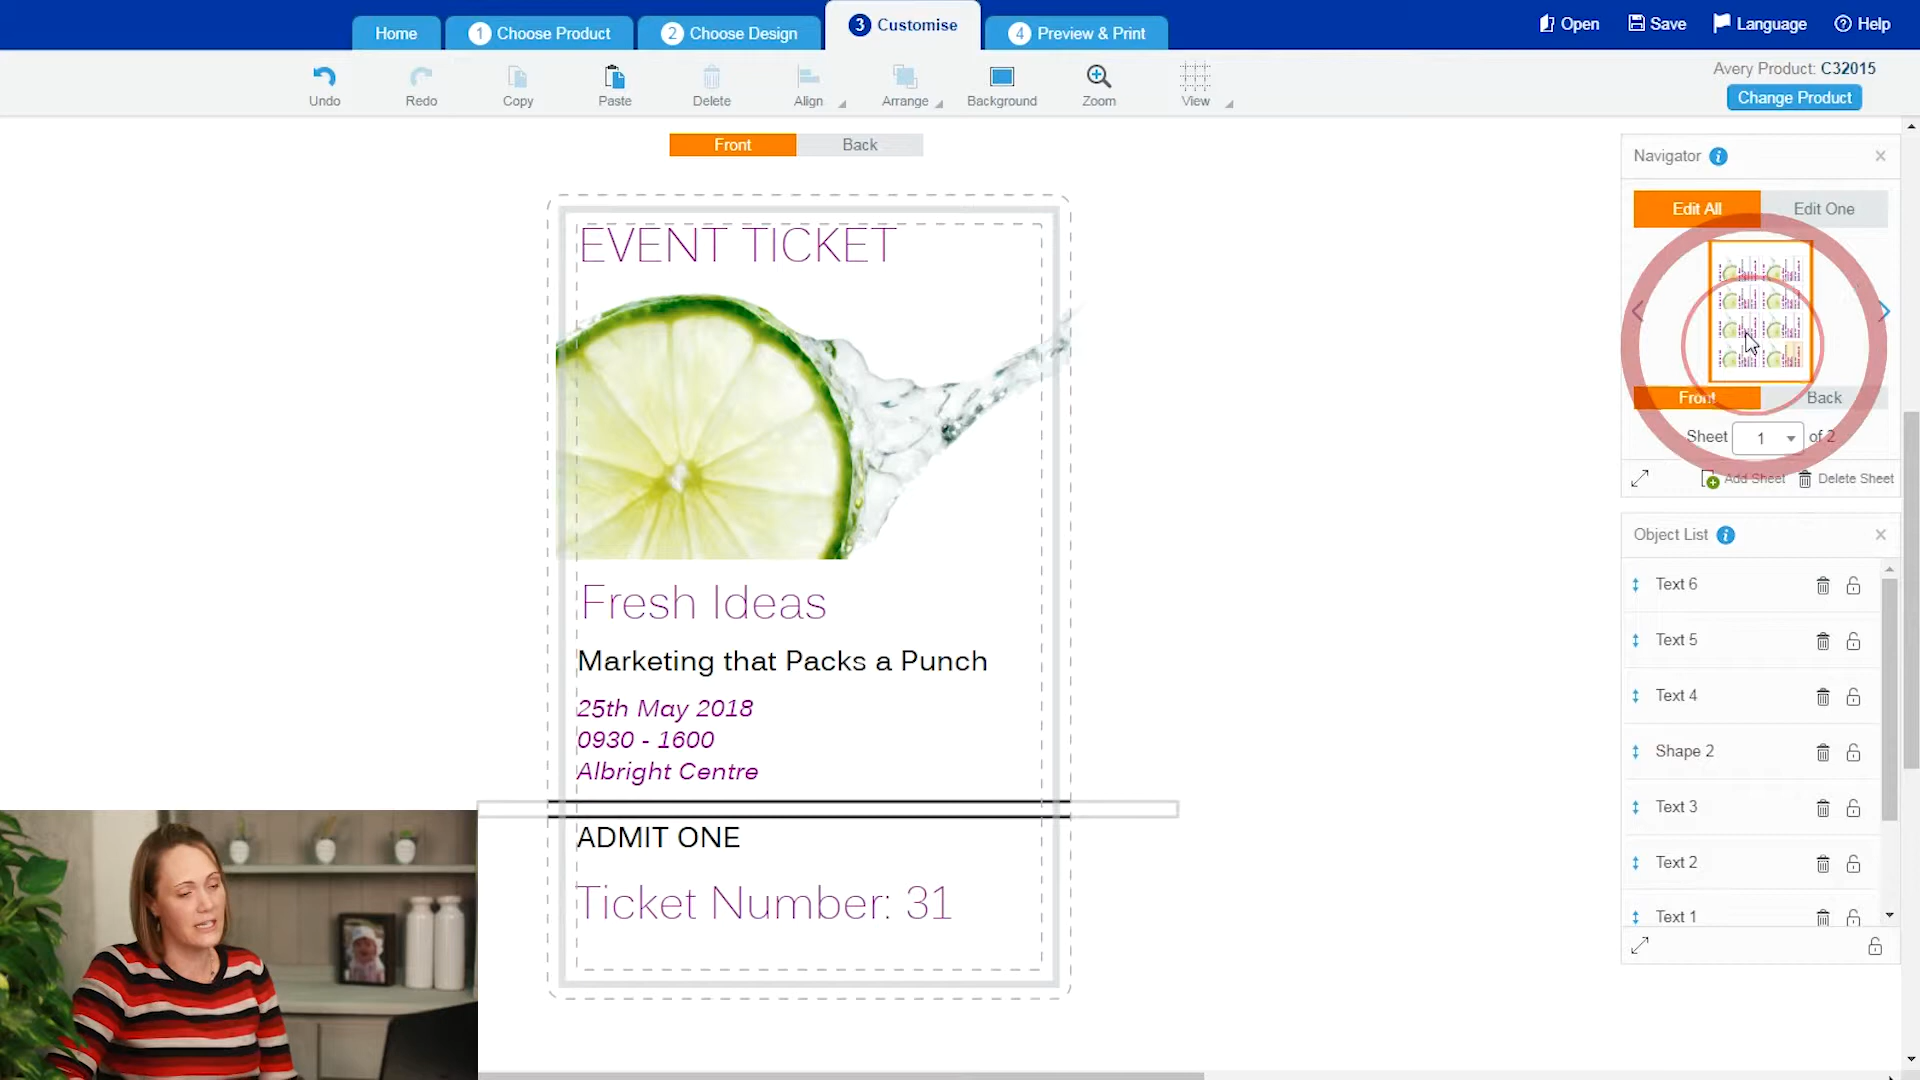 Home
1 Choose Product
2 Choose Design
3 Customise
4 Preview & Print
Open
Save
Language
Help
Undo
Redo
Copy
Paste
Delete
Align
Arrange
Background
Zoom
View
Avery Product: C32015
Change Product
Front
Back
Navigator
Edit All
Edit One
Front
Back
Sheet 1 of 2
Add Sheet
Delete Sheet
EVENT TICKET
Fresh Ideas
Marketing that Packs a Punch
25th May 2018
0930 - 1600
Albright Centre
ADMIT ONE
Ticket Number: 31
Object List
Text 6
Text 5
Text 4
Shape 2
Text 3
Text 2
Text 1